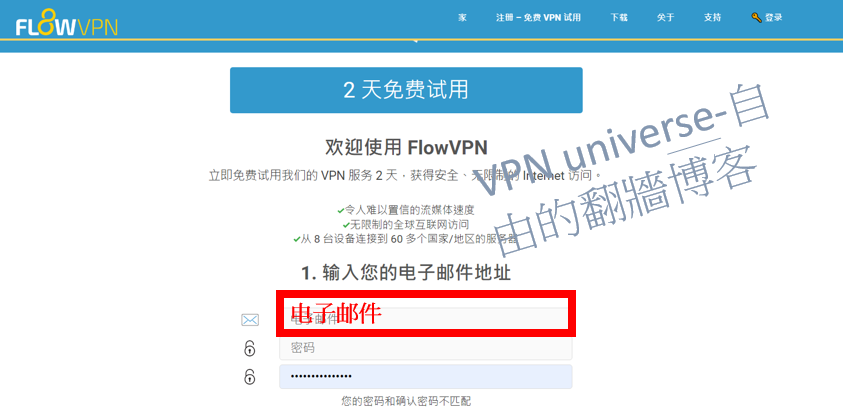 FLOWVPN
家 注册 – 免费 VPN 试用 下载 关于 支持 登录
2 天免费试用
欢迎使用 FlowVPN
立即免费试用我们的 VPN 服务 2 天，获得安全、无限制的 Internet 访问。
令人难以置信的流媒体速度
无限制的全球互联网访问
从 8 台设备连接到 60 多个国家/地区的服务器
VPN universe-自
由的翻牆博客
1. 输入您的电子邮件地址
电子邮件
电子邮件
密码
您的密码和确认密码不匹配